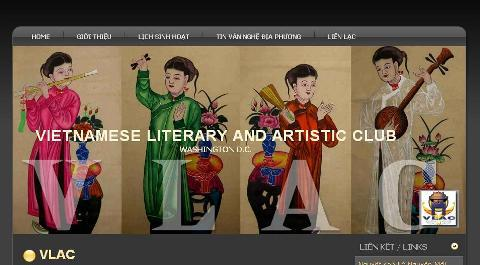 HOME GIỚI THIỆU LỊCH SINH HOẠT TIN VĂN NGHỆ ĐỊA PHƯƠNG LIÊN LẠC
VIETNAMESE LITERARY AND ARTISTIC CLUB
WASHINGTON D.C.
V L A C
VLAC
LIÊN KẾT / LINKS
VLAC